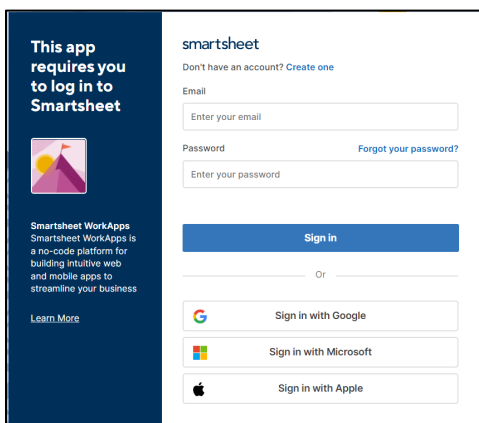 This app
requires you
to log in to
Smartsheet
Smartsheet WorkApps
Smartsheet WorkApps is
a no-code platform for
building intuitive web
and mobile apps to
streamline your business
Learn More
smartsheet
Don't have an account? Create one
Email
Enter your email
Password Forgot your password?
Enter your password
Sign in
Or
Sign in with Google
Sign in with Microsoft
Sign in with Apple